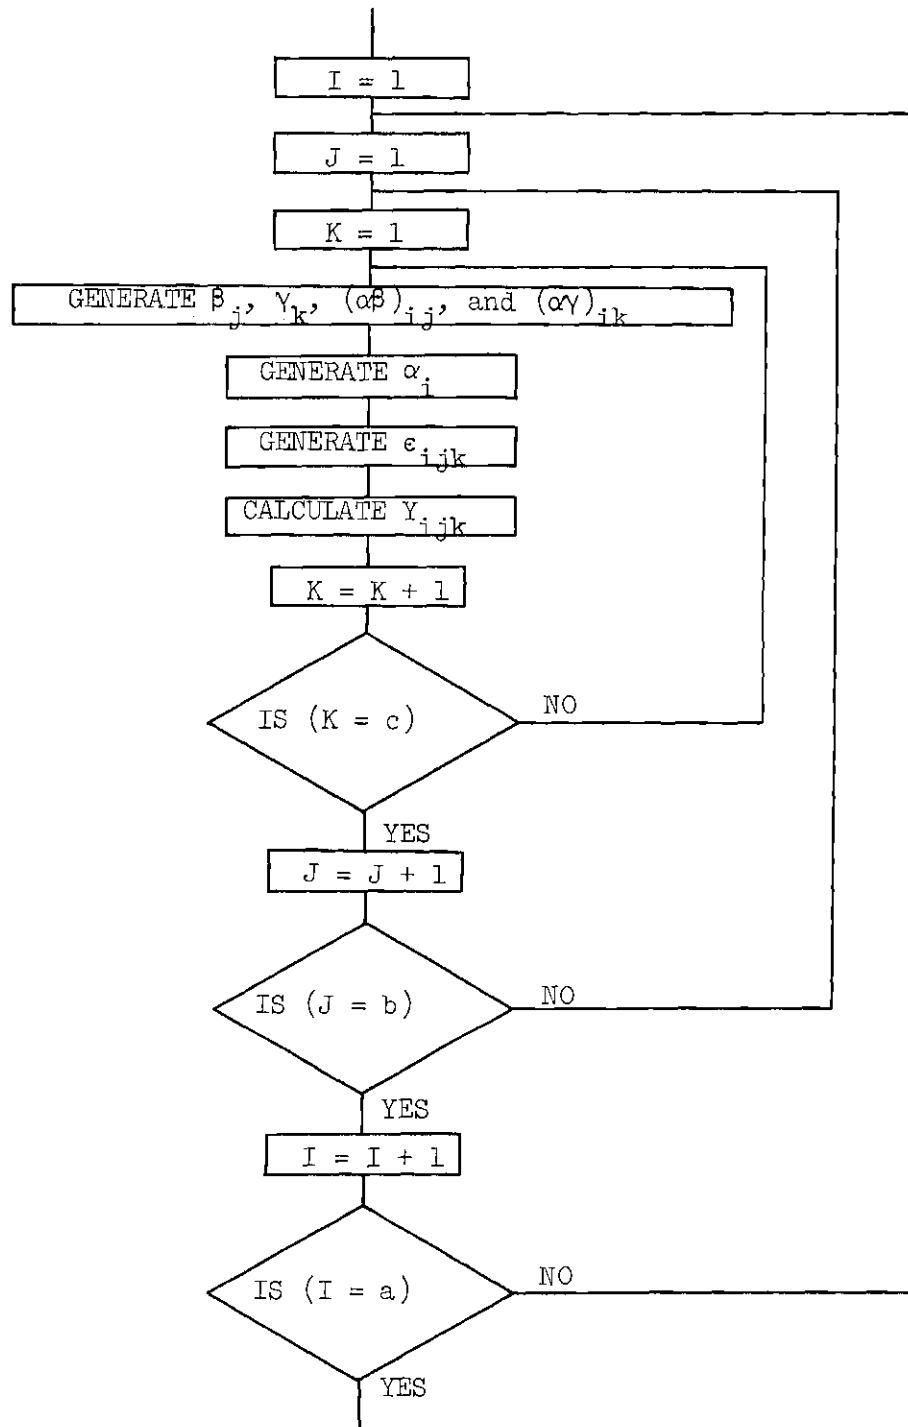 I = 1
J = 1
K = 1
GENERATE β_j, γ_k, (αβ)_ij, and (αγ)_ik
GENERATE α_i
GENERATE ϵ_ijk
CALCULATE Y_ijk
K = K + 1
IS (K = c)
NO
YES
J = J + 1
IS (J = b)
NO
YES
I = I + 1
IS (I = a)
NO
YES